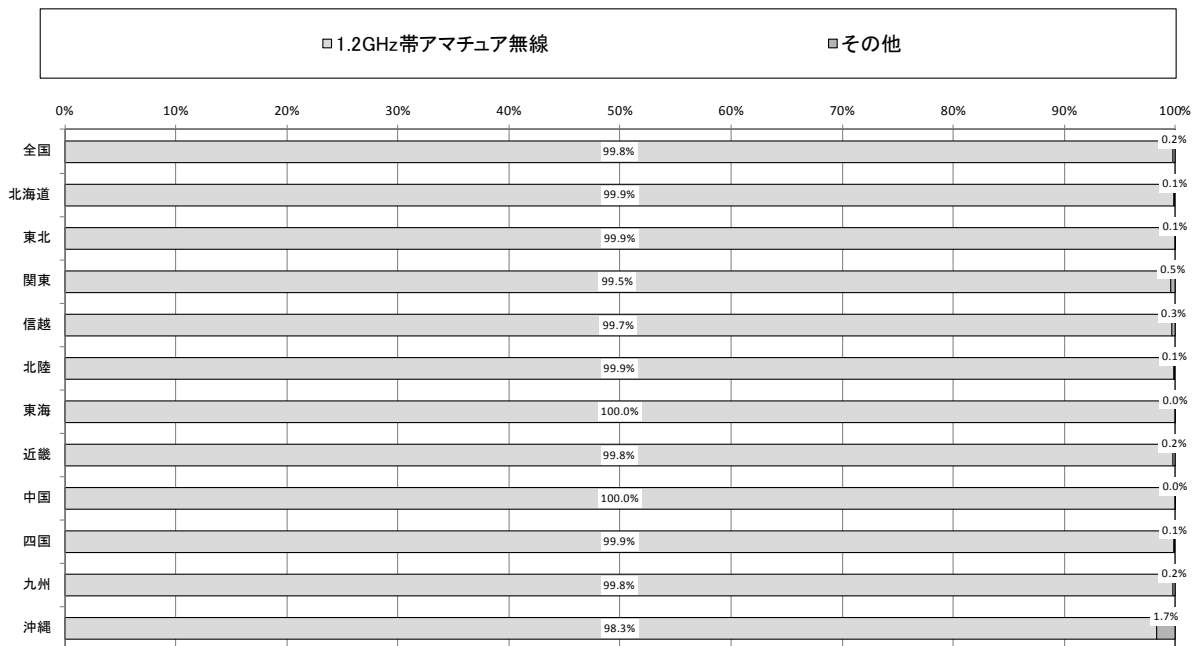 □1.2GHz帯アマチュア無線 ■その他
0% 10% 20% 30% 40% 50% 60% 70% 80% 90% 100%
全国 99.8% 0.2%
北海道 99.9% 0.1%
東北 99.9% 0.1%
関東 99.5% 0.5%
信越 99.7% 0.3%
北陸 99.9% 0.1%
東海 100.0% 0.0%
近畿 99.8% 0.2%
中国 100.0% 0.0%
四国 99.9% 0.1%
九州 99.8% 0.2%
沖縄 98.3% 1.7%